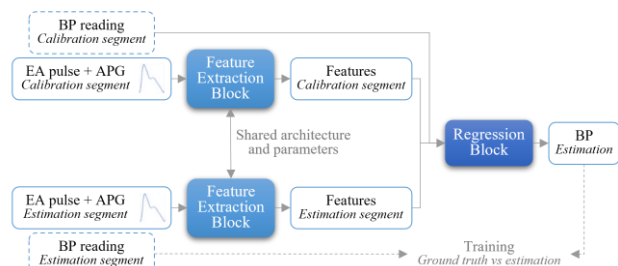 BP reading
Calibration segment
EA pulse + APG
Calibration segment
Feature
Extraction
Block
Features
Calibration segment
Shared architecture
and parameters
Regression
Block
BP
Estimation
EA pulse + APG
Estimation segment
Feature
Extraction
Block
Features
Estimation segment
BP reading
Estimation segment
Training
Ground truth vs estimation